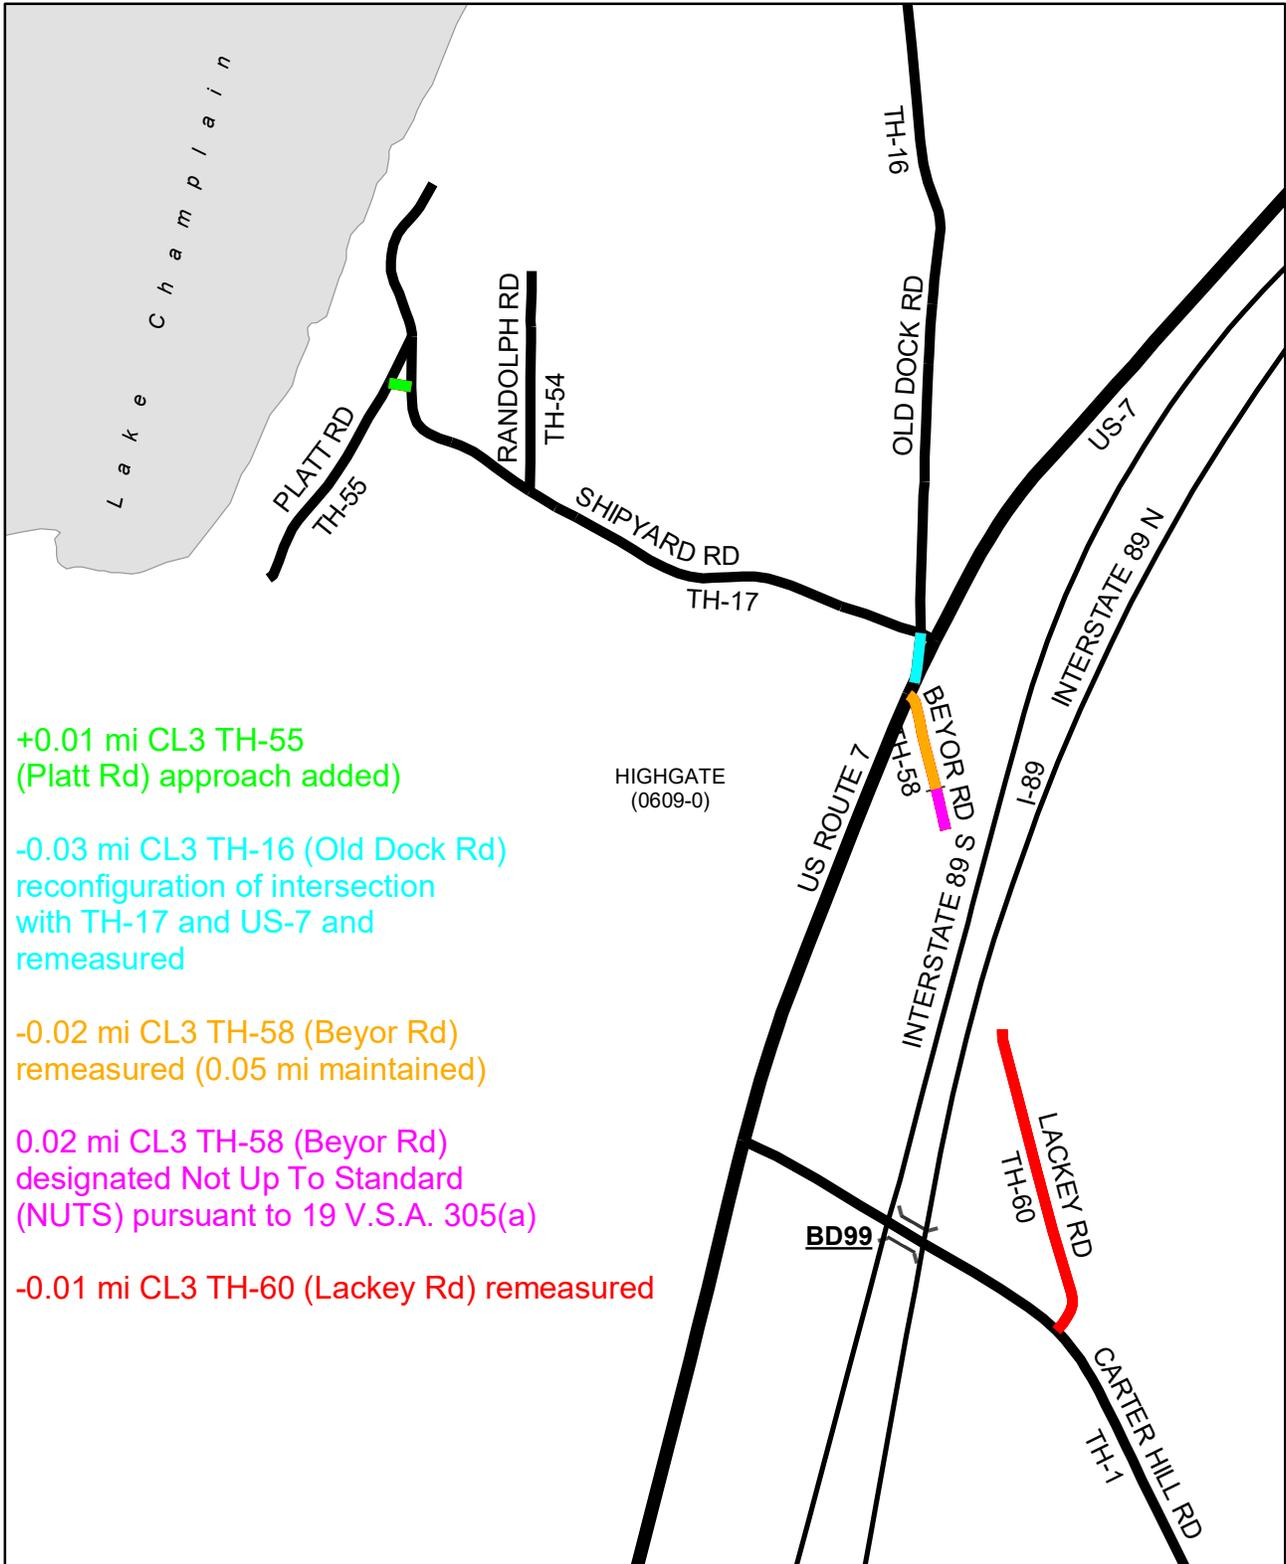 Lake Champlain
TH-16
RANDOLPH RD
TH-54
OLD DOCK RD
US-7
PLATT RD
TH-55
SHIPYARD RD
TH-17
INTERSTATE 89 N
BEYOR RD
TH-58
+0.01 mi CL3 TH-55
(Platt Rd) approach added)
HIGHGATE
(0609-0)
US ROUTE 7
I-89
-0.03 mi CL3 TH-16 (Old Dock Rd)
reconfiguration of intersection
with TH-17 and US-7 and
remeasured
INTERSTATE 89 S
-0.02 mi CL3 TH-58 (Beyor Rd)
remeasured (0.05 mi maintained)
0.02 mi CL3 TH-58 (Beyor Rd)
designated Not Up To Standard
(NUTS) pursuant to 19 V.S.A. 305(a)
LACKEY RD
TH-60
BD99
-0.01 mi CL3 TH-60 (Lackey Rd) remeasured
CARTER HILL RD
TH-1